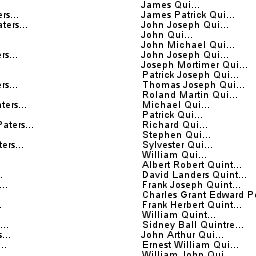 James Qui...
ers... James Patrick Qui...
aters... John Joseph Qui...
John Qui...
John Michael Qui...
ers... John Joseph Qui...
Joseph Mortimer Qui...
Patrick Joseph Qui...
ers... Thomas Joseph Qui...
Roland Martin Qui...
aters... Michael Qui...
Patrick Qui...
Paters... Richard Qui...
Stephen Qui...
ters... Sylvester Qui...
William Qui...
Albert Robert Quint...
David Landers Quint...
... Frank Joseph Quint...
Charles Grant Edward
Frank Herbert Quint...
William Quint...
... Sidney Ball Quintre...
s... John Arthur Qui...
... Ernest William Qui...
William John Qui...